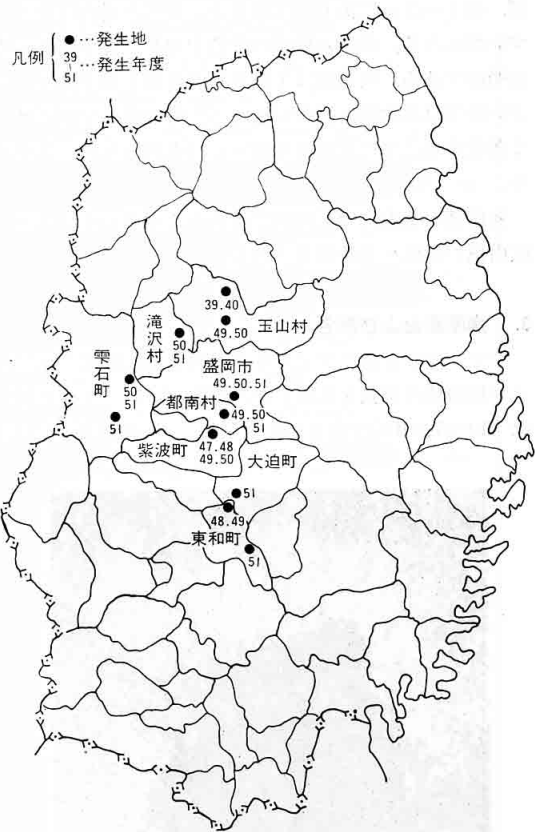 凡例
●…発生地
39
51
…発生年度
39.40
49.50
玉山村
滝沢村
50
51
雫石町
50
51
51
盛岡市
49.50.51
都南村
49.50
51
紫波町
47.48
49.50
大迫町
51
48.49
東和町
51